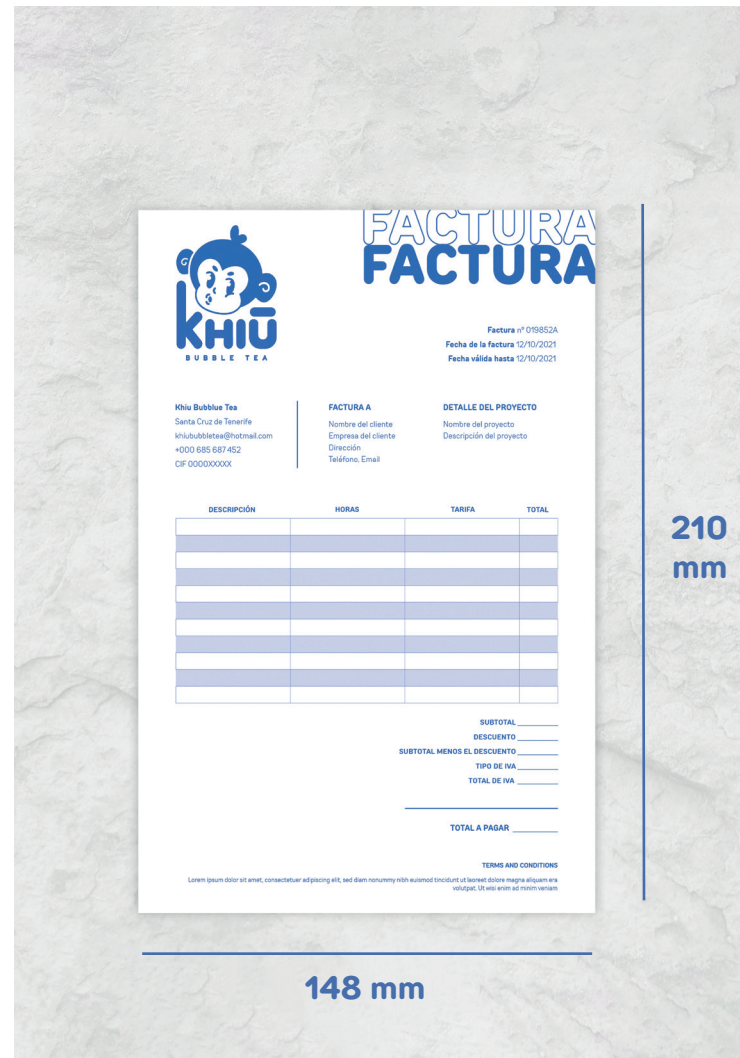 FACTURA
FACTURA
KHIŪ
BUBBLE TEA
Factura nº 019852A
Fecha de la factura 12/10/2021
Fecha válida hasta 12/10/2021
Khiu Bubblue Tea
Santa Cruz de Tenerife
khiububbletea@hotmail.com
+000 685 687 452
CIF 0000XXXXX
FACTURA A
Nombre del cliente
Empresa del cliente
Dirección
Teléfono, Email
DETALLE DEL PROYECTO
Nombre del proyecto
Descripción del proyecto
DESCRIPCIÓN HORAS TARIFA TOTAL
SUBTOTAL
DESCUENTO
SUBTOTAL MENOS EL DESCUENTO
TIPO DE IVA
TOTAL DE IVA
TOTAL A PAGAR
TERMS AND CONDITIONS
Lorem ipsum dolor sit amet, consectetuer adipiscing elit, sed diem nonummy nibh euismod tincidunt ut laoreet dolore magna aliquam era
volutpat. Ut wisi enim ad minim veniam
210
mm
148 mm